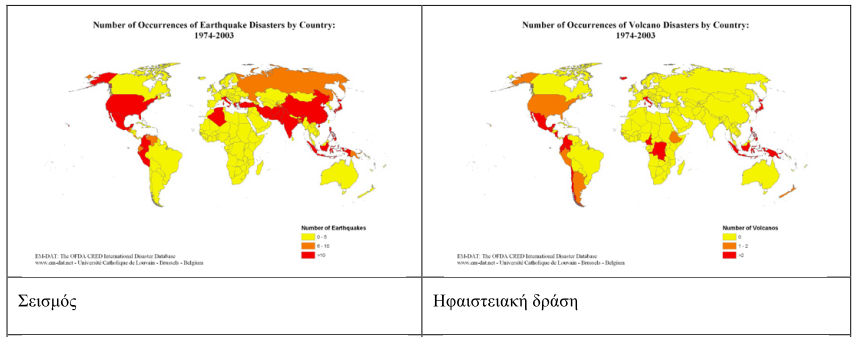 Number of Occurrences of Earthquake Disasters by Country:
1974-2003
Number of Earthquakes
0 - 5
6 - 10
>10
EM-DAT: The OFDA CRED International Disaster Database
www.em-dat.net - Université Catholique de Louvain - Brussels - Belgium
Σεισμός
Number of Occurrences of Volcano Disasters by Country:
1974-2003
Number of Volcanos
0
1 - 2
>2
EM-DAT: The OFDA CRED International Disaster Database
www.em-dat.net - Université Catholique de Louvain - Brussels - Belgium
Ηφαιστειακή δράση